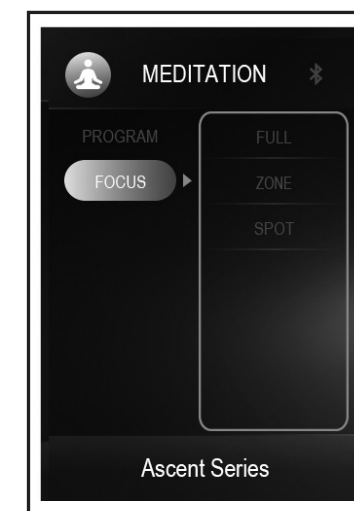 MEDITATION
PROGRAM
FOCUS
FULL
ZONE
SPOT
Ascent Series